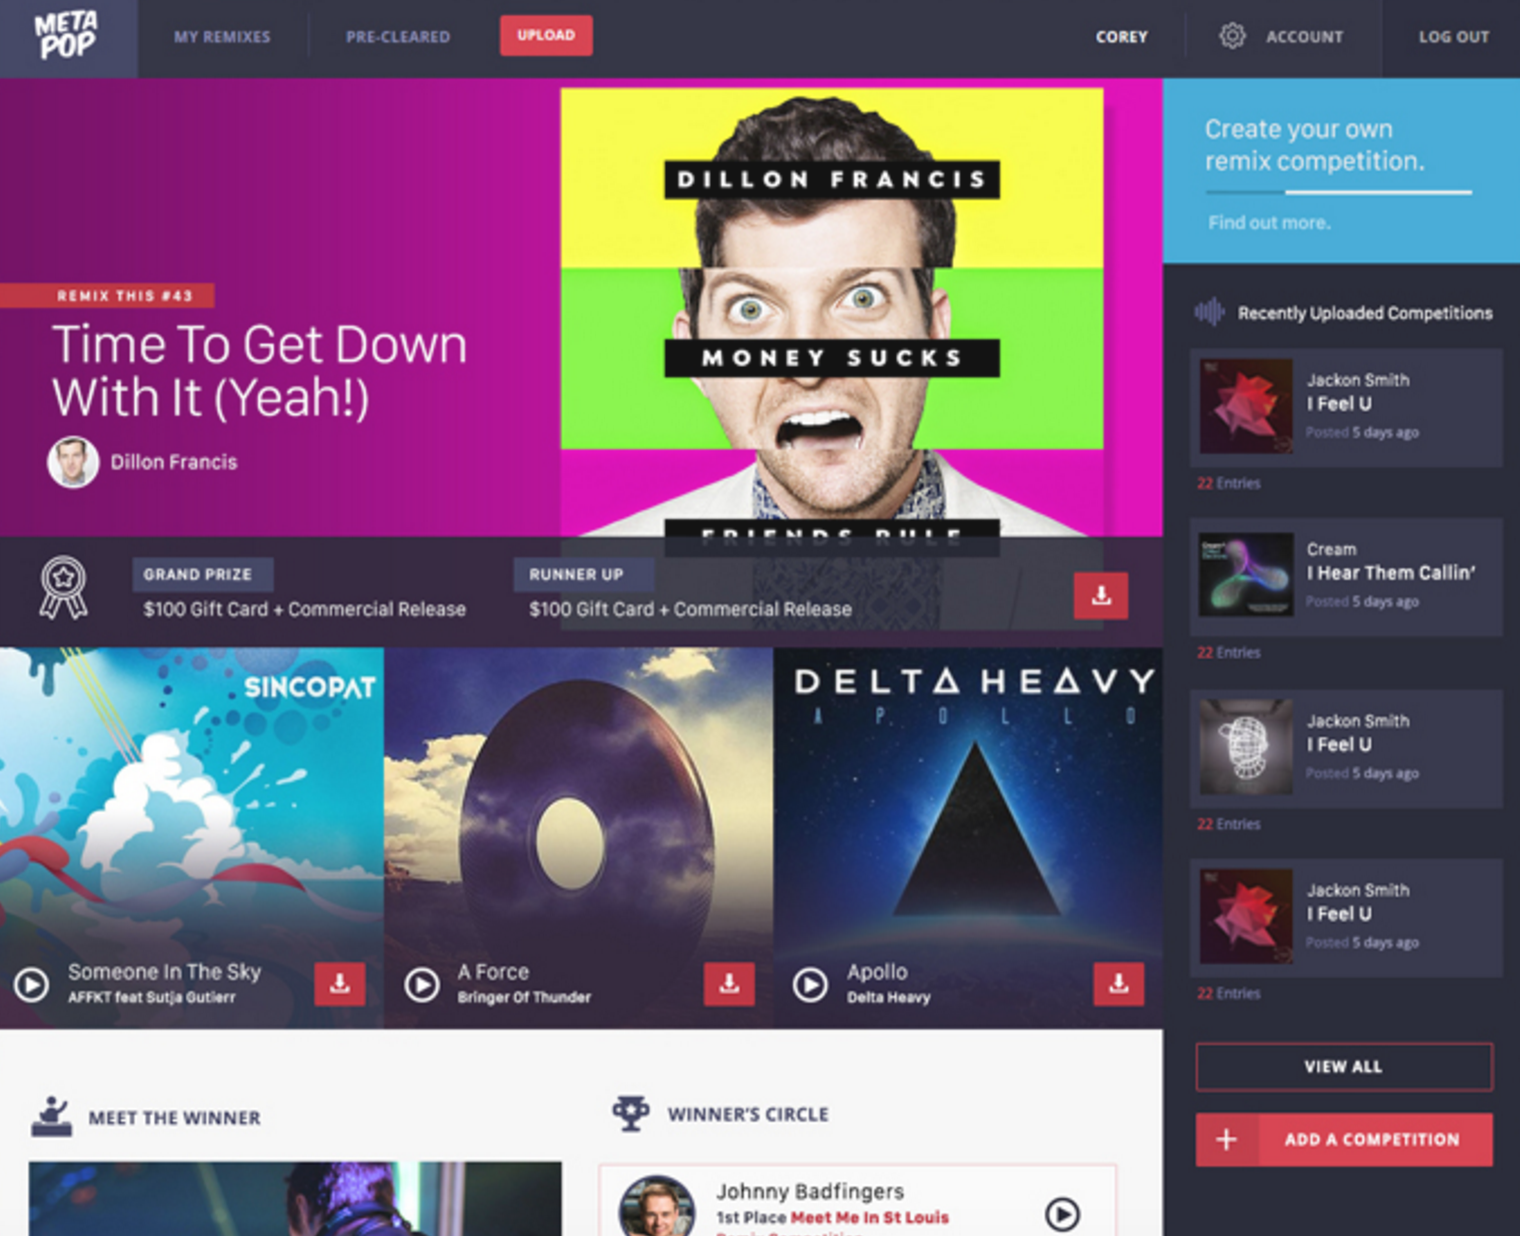 META
POP
MY REMIXES
PRE-CLEARED
UPLOAD
COREY
ACCOUNT
LOG OUT
DILLON FRANCIS
MONEY SUCKS
FRIENDS RULE
REMIX THIS #43
Time To Get Down
With It (Yeah!)
Dillon Francis
GRAND PRIZE
$100 Gift Card + Commercial Release
RUNNER UP
$100 Gift Card + Commercial Release
SINCOPAT
Someone In The Sky
AFFKT feat Sutja Gutierr
A Force
Bringer Of Thunder
DELTA HEAVY
APOLLO
Apollo
Delta Heavy
MEET THE WINNER
WINNER'S CIRCLE
Johnny Badfingers
1st Place Meet Me In St Louis
Remix Competition
Create your own
remix competition.
Find out more.
Recently Uploaded Competitions
Jackon Smith
I Feel U
Posted 5 days ago
22 Entries
Cream
I Hear Them Callin'
Posted 5 days ago
22 Entries
Jackon Smith
I Feel U
Posted 5 days ago
22 Entries
Jackon Smith
I Feel U
Posted 5 days ago
22 Entries
VIEW ALL
+ ADD A COMPETITION